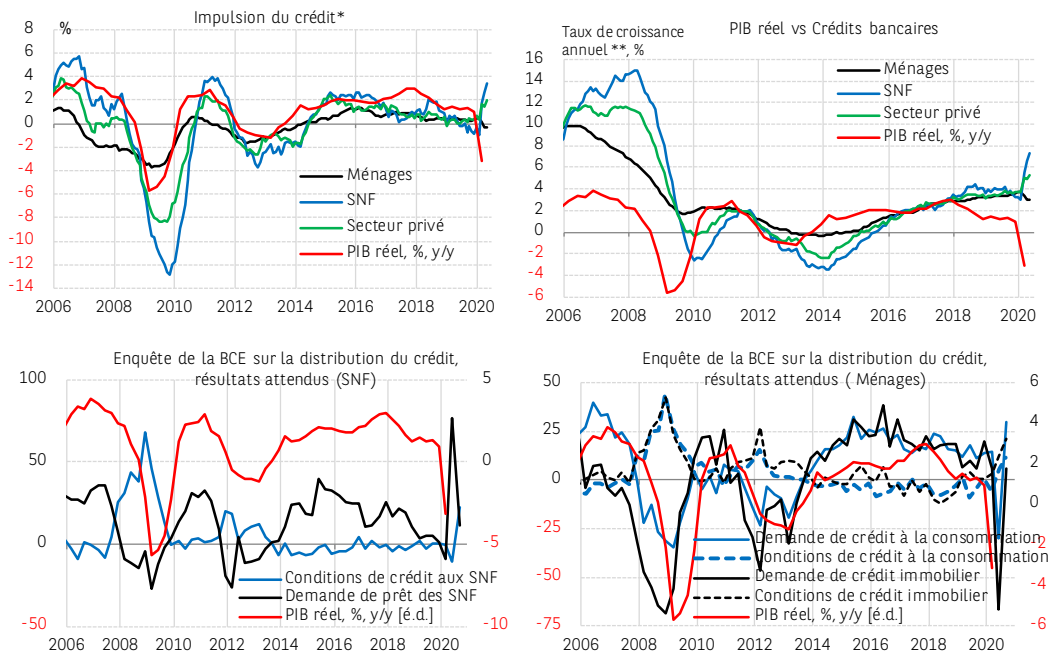 Impulsion du crédit*
%
8
6
4
2
0
-2
-4
-6
-8
-10
-12
-14
Ménages
SNF
Secteur privé
PIB réel, %, y/y
2006 2008 2010 2012 2014 2016 2018 2020
PIB réel vs Crédits bancaires
Taux de croissance
annuel **, %
16
14
12
10
8
6
4
2
0
-2
-4
-6
Ménages
SNF
Secteur privé
PIB réel, %, y/y
2006 2008 2010 2012 2014 2016 2018 2020
Enquête de la BCE sur la distribution du crédit,
résultats attendus (SNF)
100
50
0
-50
5
0
-5
-10
Conditions de crédit aux SNF
Demande de prêt des SNF
PIB réel, %, y/y [é.d.]
2006 2008 2010 2012 2014 2016 2018 2020
Enquête de la BCE sur la distribution du crédit,
résultats attendus ( Ménages)
50
25
0
-25
-50
-75
6
4
2
0
-2
-4
-6
Demande de crédit à la consommation
Conditions de crédit à la consommation
Demande de crédit immobilier
Conditions de crédit immobilier
PIB réel, %, y/y [é.d.]
2006 2008 2010 2012 2014 2016 2018 2020